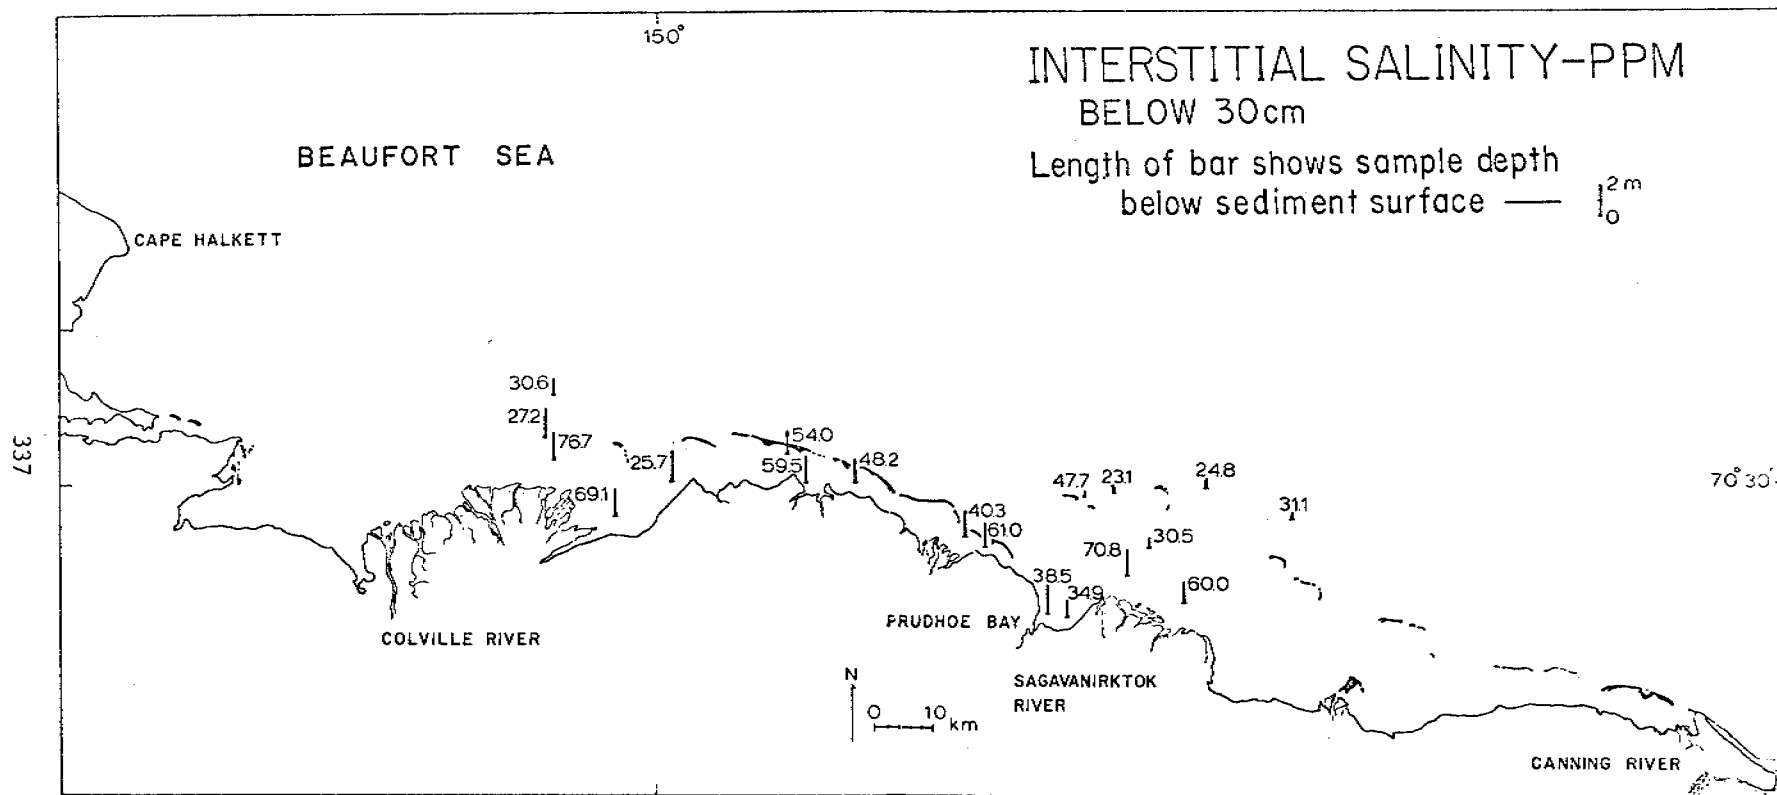 150°
INTERSTITIAL SALINITY-PPM
BELOW 30cm
BEAUFORT SEA
Length of bar shows sample depth
below sediment surface — 2m
0
CAPE HALKETT
30.6
27.2
76.7
54.0
25.7
59.5
48.2
69.1
47.7
23.1
24.8
70°30'
31.1
40.3
61.0
30.5
70.8
38.5
34.9
60.0
PRUDHOE BAY
COLVILLE RIVER
SAGAVANIRKTOK
RIVER
N
0 10 km
CANNING RIVER
337